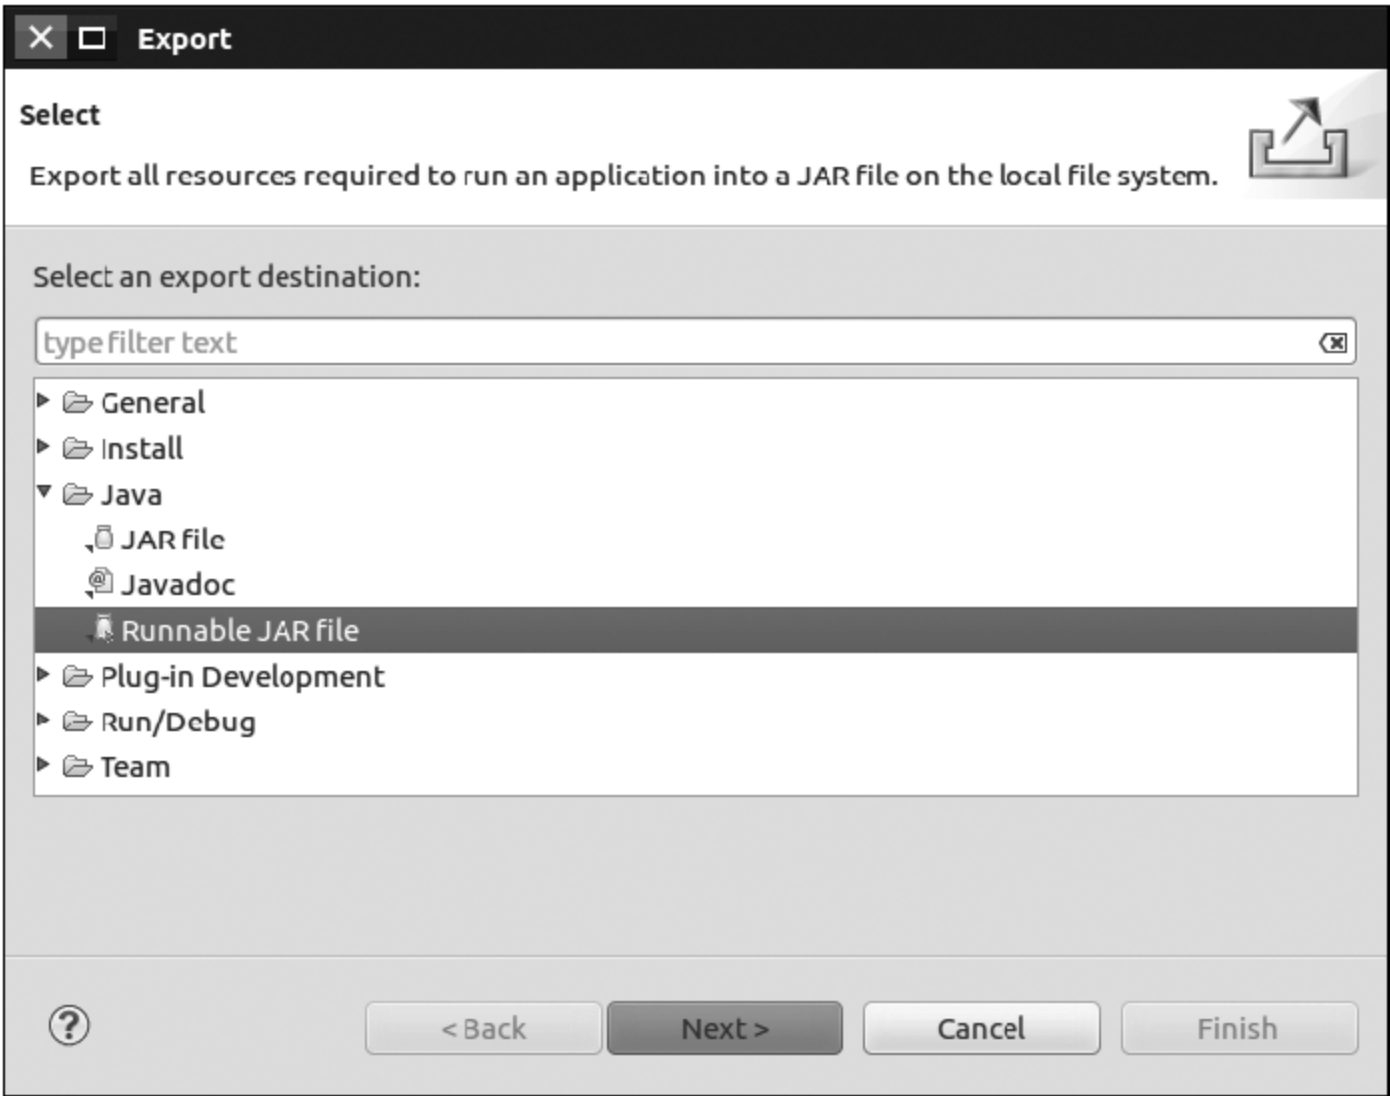 Export
Select
Export all resources required to run an application into a JAR file on the local file system.
Select an export destination:
type filter text
General
Install
Java
JAR file
Javadoc
Runnable JAR file
Plug-in Development
Run/Debug
Team
< Back Next > Cancel Finish